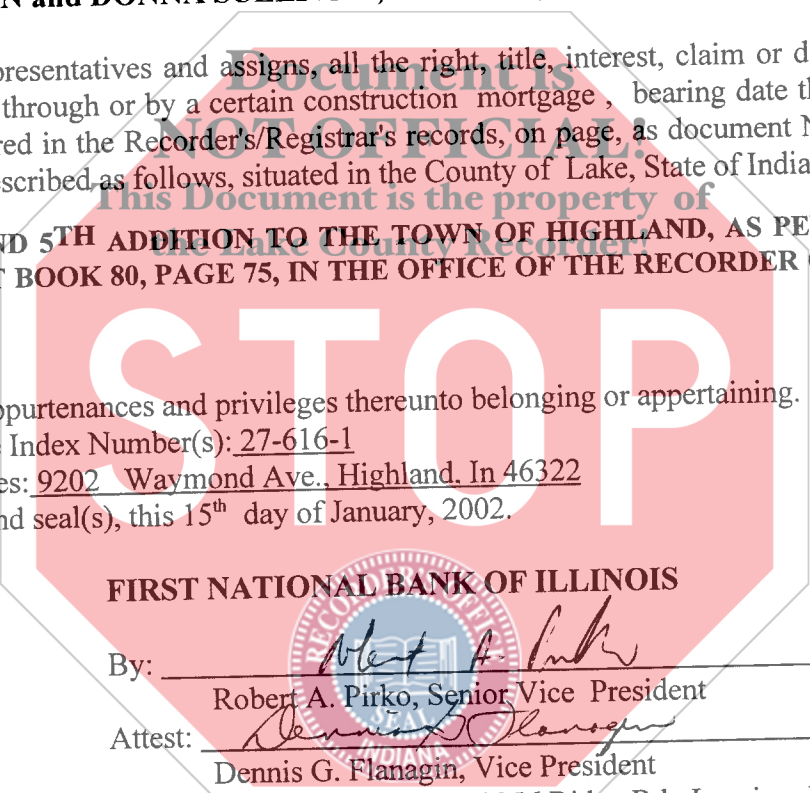 N and DONNA
presentatives and assigns, all the right, title, interest, claim or d
through or by a certain construction mortgage , bearing date th
red in the Recorder's/Registrar's records, on page, as document N
escribed as follows, situated in the County of Lake, State of India
Document is
NOT OFFICIAL!
This Document is the property of
the Lake County Recorder!
ND 5TH ADDITION TO THE TOWN OF HIGHLAND, AS PE
T BOOK 80, PAGE 75, IN THE OFFICE OF THE RECORDER
STOP
ppurtenances and privileges thereunto belonging or appertaining.
Index Number(s): 27-616-1
es: 9202 Waymond Ave., Highland, In 46322
nd seal(s), this 15th day of January, 2002.
FIRST NATIONAL BANK OF ILLINOIS
RECORDER'S OFFICE
SEAL
INDIANA
By:
Robert A. Pirko, Senior Vice President
Attest:
Dennis G. Flanagin, Vice President